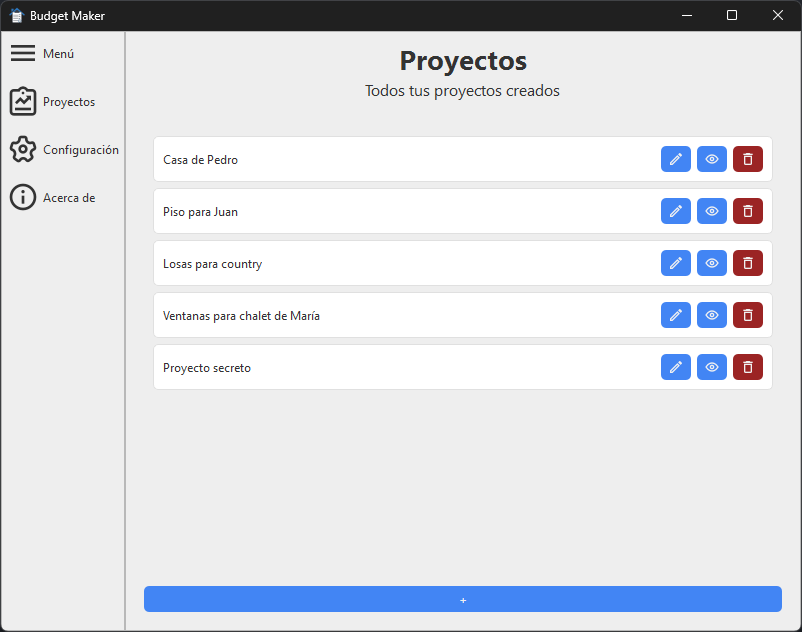 Budget Maker
Menú
Proyectos
Configuración
Acerca de
Proyectos
Todos tus proyectos creados
Casa de Pedro
Piso para Juan
Losas para country
Ventanas para chalet de María
Proyecto secreto
+